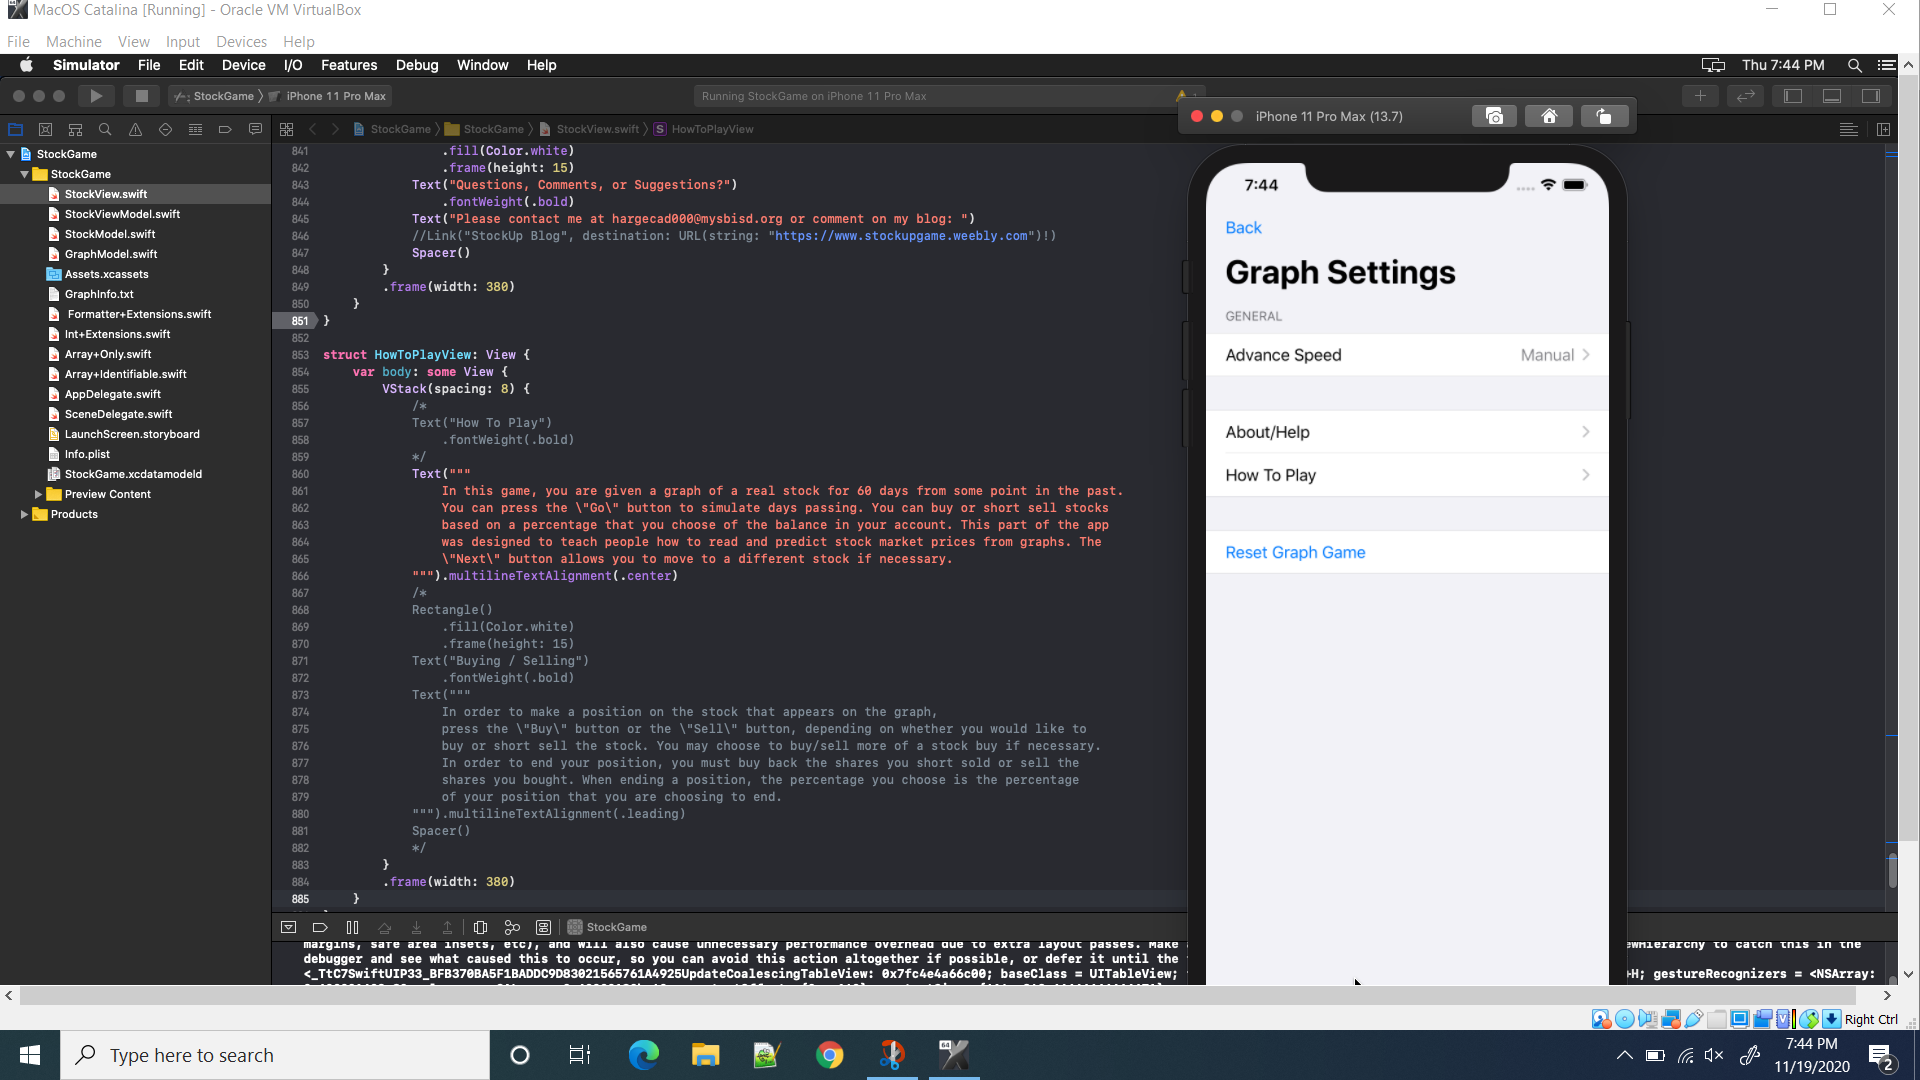 MacOS Catalina [Running] - Oracle VM VirtualBox
File Machine View Input Devices Help
Simulator File Edit Device I/O Features Debug Window Help
Thu 7:44 PM
StockGame iPhone 11 Pro Max
Running StockGame on iPhone 11 Pro Max
StockGame StockGame StockView.swift HowToPlayView
StockGame
StockGame
StockView.swift
StockViewModel.swift
StockModel.swift
GraphModel.swift
Assets.xcassets
GraphInfo.txt
Formatter+Extensions.swift
Int+Extensions.swift
Array+Only.swift
Array+Identifiable.swift
AppDelegate.swift
SceneDelegate.swift
LaunchScreen.storyboard
Info.plist
StockGame.xcdatamodeld
Preview Content
Products
841 .fill(Color.white)
842 .frame(height: 15)
843 Text("Questions, Comments, or Suggestions?")
844 .fontWeight(.bold)
845 Text("Please contact me at hargecad000@mysbisd.org or comment on my blog: ")
846 //Link("StockUp Blog", destination: URL(string: "https://www.stockupgame.weebly.com")!)
847 Spacer()
848 }
849 .frame(width: 380)
850 }
851 }
852
853 struct HowToPlayView: View {
854 var body: some View {
855 VStack(spacing: 8) {
856 /*
857 Text("How To Play")
858 .fontWeight(.bold)
859 */
860 Text("""
861 In this game, you are given a graph of a real stock for 60 days from some point in the past.
862 You can press the \"Go\" button to simulate days passing. You can buy or short sell stocks
863 based on a percentage that you choose of the balance in your account. This part of the app
864 was designed to teach people how to read and predict stock market prices from graphs. The
865 \"Next\" button allows you to move to a different stock if necessary.
866 """).multilineTextAlignment(.center)
867 /*
868 Rectangle()
869 .fill(Color.white)
870 .frame(height: 15)
871 Text("Buying / Selling")
872 .fontWeight(.bold)
873 Text("""
874 In order to make a position on the stock that appears on the graph,
875 press the \"Buy\" button or the \"Sell\" button, depending on whether you would like to
876 buy or short sell the stock. You may choose to buy/sell more of a stock buy if necessary.
877 In order to end your position, you must buy back the shares you short sold or sell the
878 shares you bought. When ending a position, the percentage you choose is the percentage
879 of your position that you are choosing to end.
880 """).multilineTextAlignment(.leading)
881 Spacer()
882 */
883 }
884 .frame(width: 380)
885 }
StockGame
margins, safe area insets, etc), and will also cause unnecessary performance overhead due to extra layout passes. Make
ewHierarchy to catch this in the
debugger and see what caused this to occur, so you can avoid this action altogether if possible, or defer it until the
<_TtC7SwiftUIP33_BFB370BA5F1BADDC9D83021565761A4925UpdateCoalescingTableView: 0x7fc4e4a66c00; baseClass = UITableView;
+H; gestureRecognizers = <NSArray:
iPhone 11 Pro Max (13.7)
7:44
Back
Graph Settings
GENERAL
Advance Speed Manual
About/Help
How To Play
Reset Graph Game
Right Ctrl
Type here to search
7:44 PM
11/19/2020
2